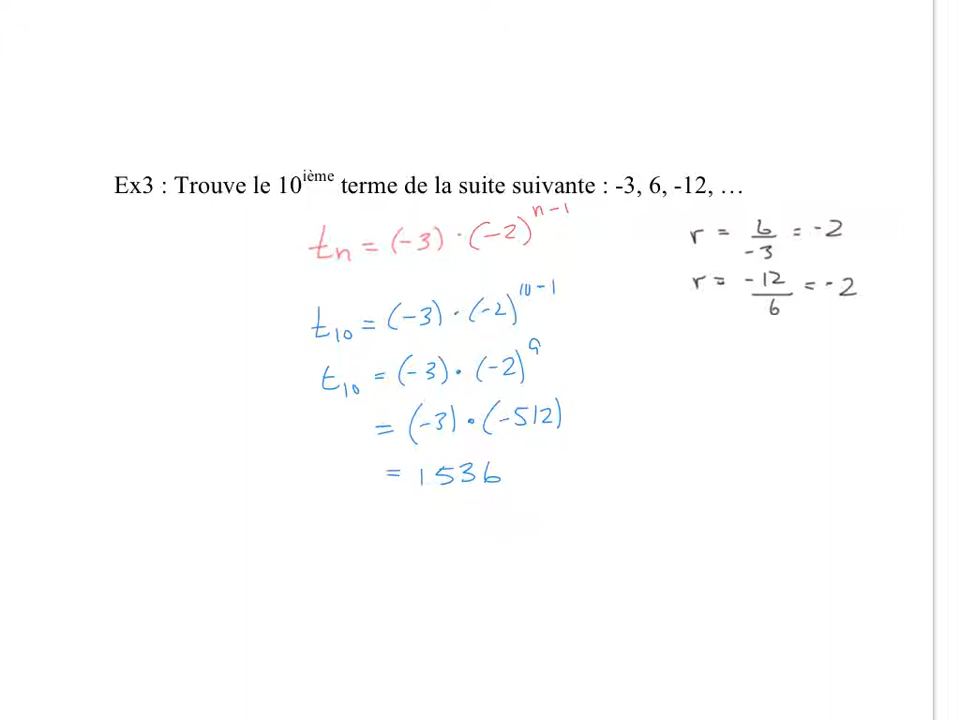 Ex3 : Trouve le 10ième terme de la suite suivante : -3, 6, -12, …
tn = (-3) · (-2)^n-1
r = 6/-3 = -2
r = -12/6 = -2
t10 = (-3) · (-2)^10-1
t10 = (-3) · (-2)^9
= (-3) · (-512)
= 1536